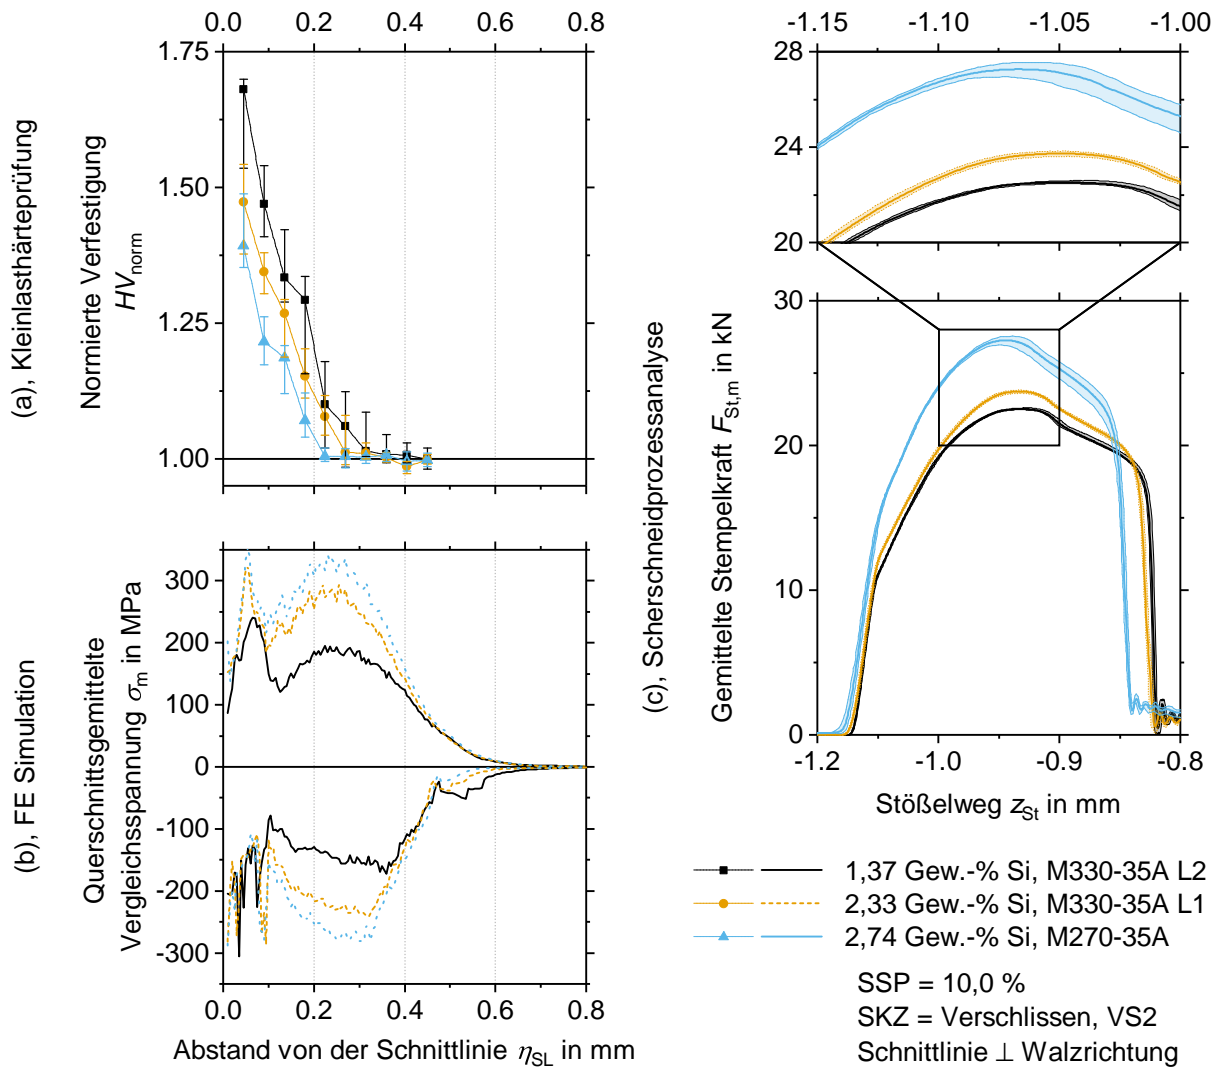 0.0 0.2 0.4 0.6 0.8
1.75
1.50
1.25
1.00
(a), Kleinlasthärteprüfung
Normierte Verfestigung
HVnorm
300
200
100
0
-100
-200
-300
0.0 0.2 0.4 0.6 0.8
(b), FE Simulation
Querschnittsgemittelte
Vergleichsspannung σm in MPa
Abstand von der Schnittlinie ηSL in mm
-1.15 -1.10 -1.05 -1.00
28
24
20
30
20
10
0
-1.2 -1.0 -0.9 -0.8
(c), Scherschneidprozessanalyse
Gemittelte Stempelkraft FSt,m in kN
Stößelweg zSt in mm
1,37 Gew.-% Si, M330-35A L2
2,33 Gew.-% Si, M330-35A L1
2,74 Gew.-% Si, M270-35A
SSP = 10,0 %
SKZ = Verschlissen, VS2
Schnittlinie ⊥ Walzrichtung